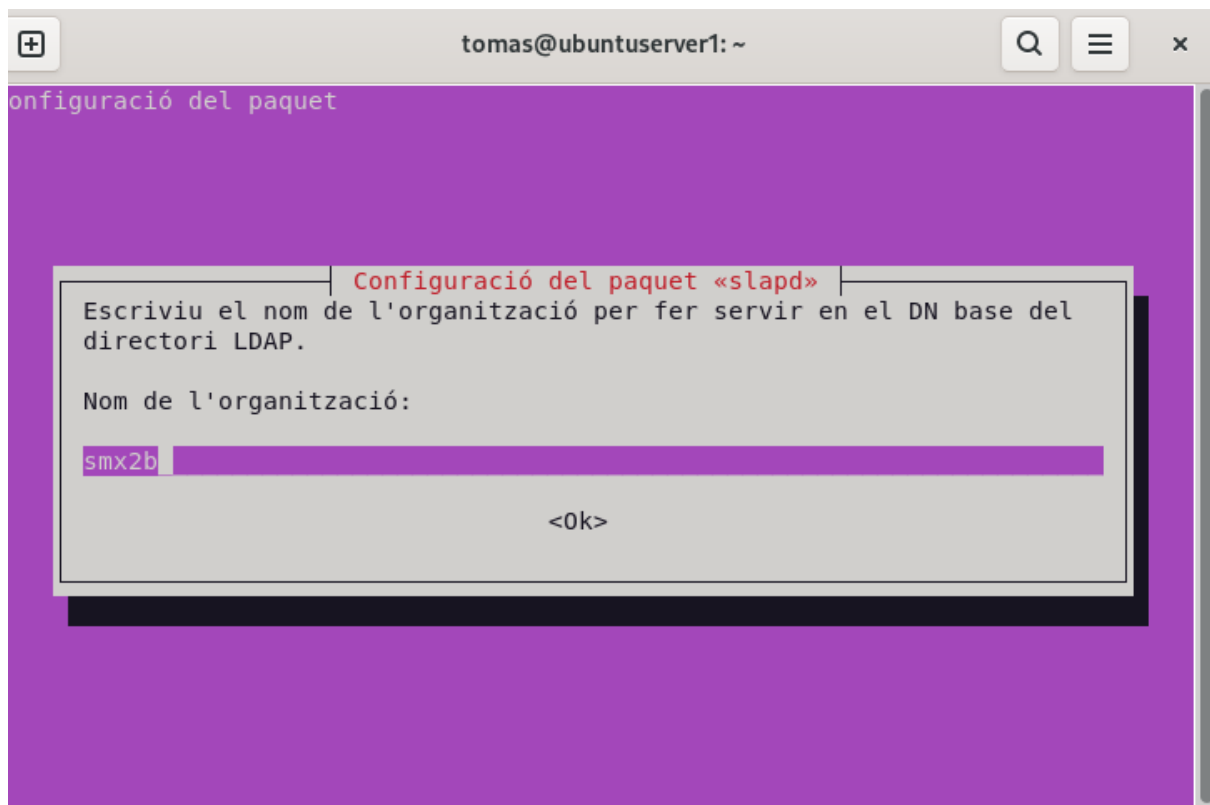 tomas@ubuntuserver1: ~
onfiguració del paquet
Configuració del paquet «slapd»
Escriviu el nom de l'organització per fer servir en el DN base del
directori LDAP.
Nom de l'organització:
smx2b
<Ok>